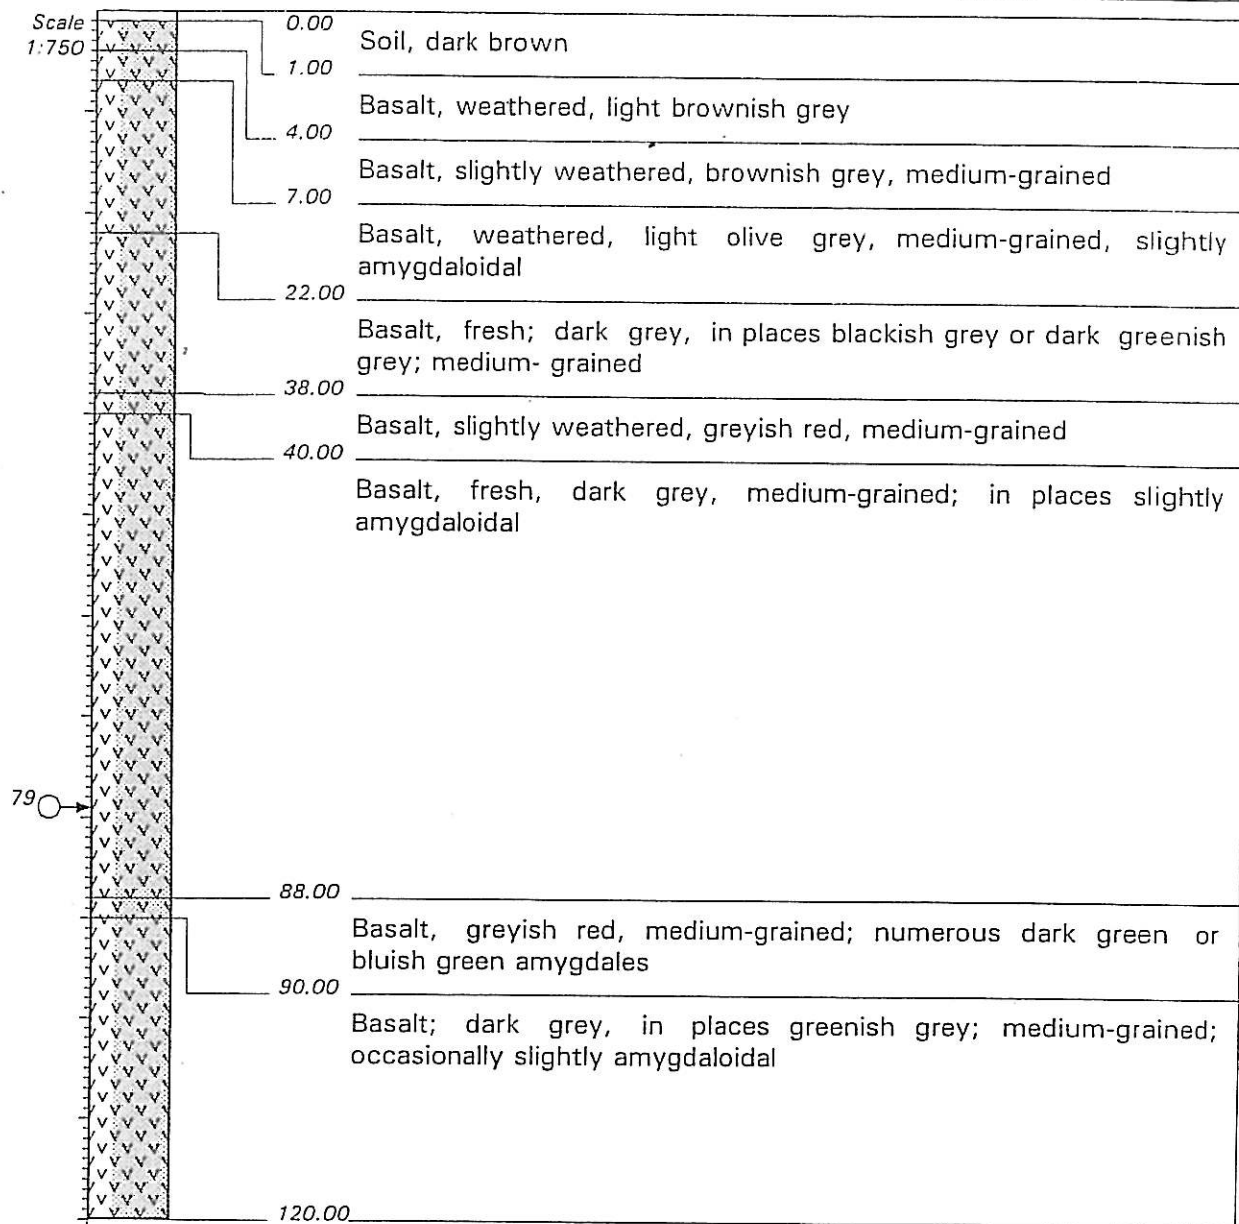 Scale
1:750
0.00
Soil, dark brown
1.00
Basalt, weathered, light brownish grey
4.00
Basalt, slightly weathered, brownish grey, medium-grained
7.00
Basalt, weathered, light olive grey, medium-grained, slightly
amygdaloidal
22.00
Basalt, fresh; dark grey, in places blackish grey or dark greenish
grey; medium- grained
38.00
Basalt, slightly weathered, greyish red, medium-grained
40.00
Basalt, fresh, dark grey, medium-grained; in places slightly
amygdaloidal
79
88.00
Basalt, greyish red, medium-grained; numerous dark green or
bluish green amygdales
90.00
Basalt; dark grey, in places greenish grey; medium-grained;
occasionally slightly amygdaloidal
120.00